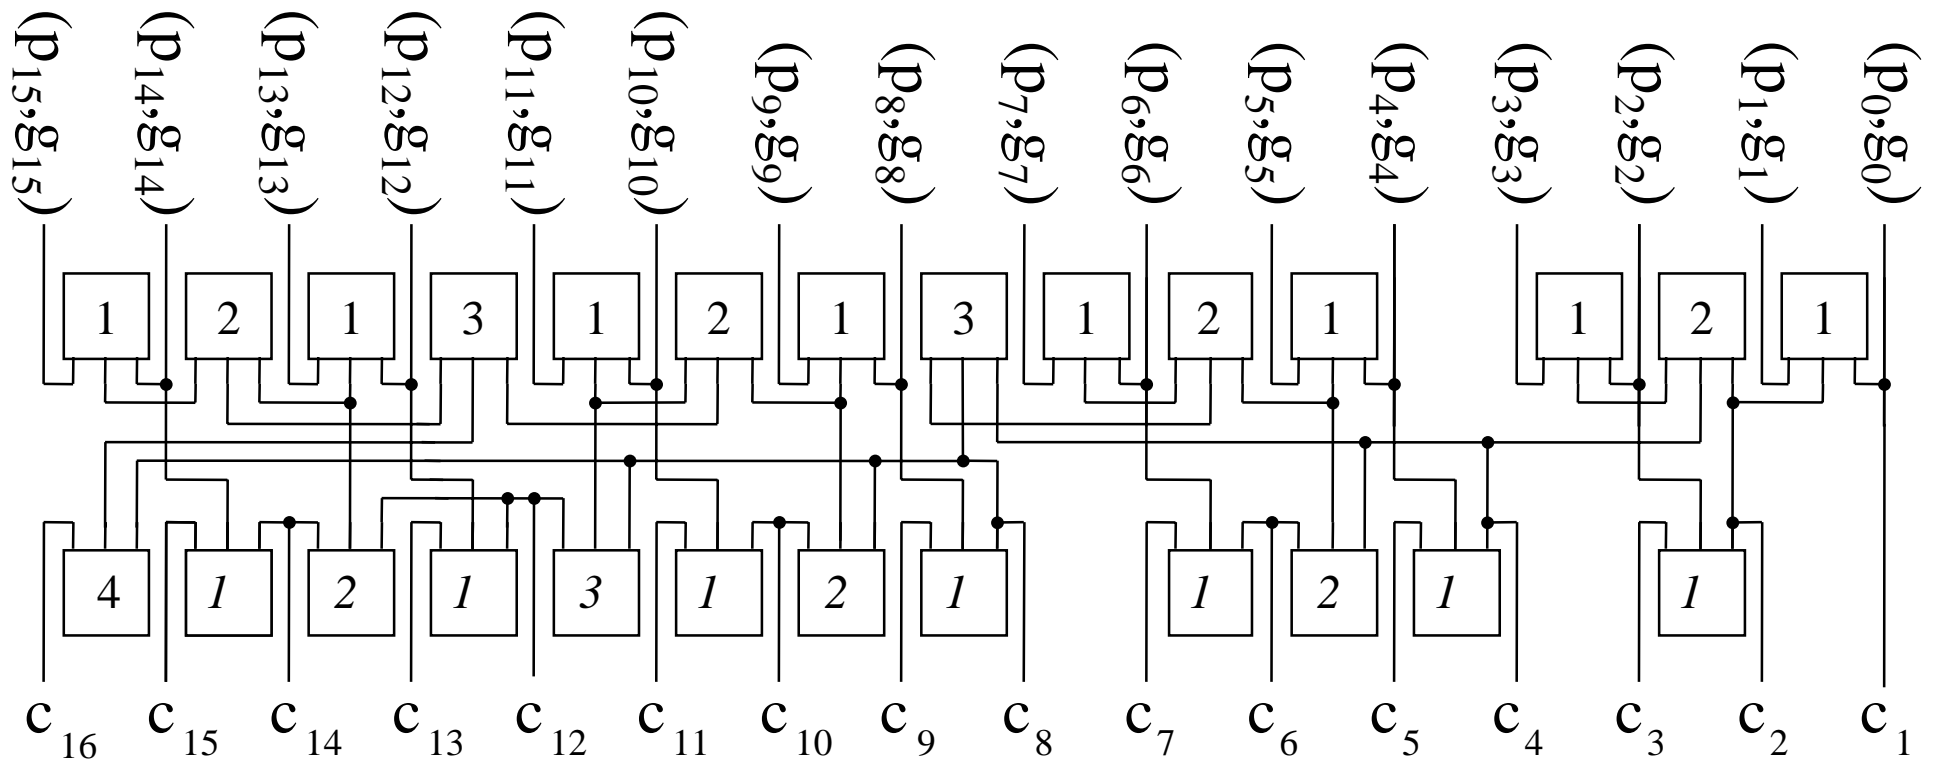 (p15,g15) (p14,g14) (p13,g13) (p12,g12) (p11,g11) (p10,g10) (p9,g9) (p8,g8) (p7,g7) (p6,g6) (p5,g5) (p4,g4) (p3,g3) (p2,g2) (p1,g1) (p0,g0)
1 2 1 3 1 2 1 3 1 2 1 1 2 1
4 1 2 1 3 1 2 1 1 2 1 1
c16 c15 c14 c13 c12 c11 c10 c9 c8 c7 c6 c5 c4 c3 c2 c1